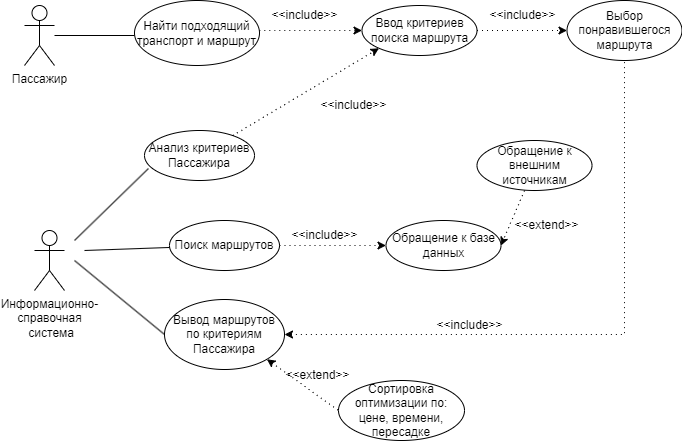 Пассажир
Найти подходящий
транспорт и маршрут
<<include>>
Ввод критериев
поиска маршрута
<<include>>
Выбор
понравившегося
маршрута
<<include>>
Анализ критериев
Пассажира
Обращение к
внешним
источникам
<<extend>>
Информационно-
справочная
система
Поиск маршрутов
<<include>>
Обращение к базе
данных
Вывод маршрутов
по критериям
Пассажира
<<include>>
<<extend>>
Сортировка
оптимизации по:
цене, времени,
пересадке